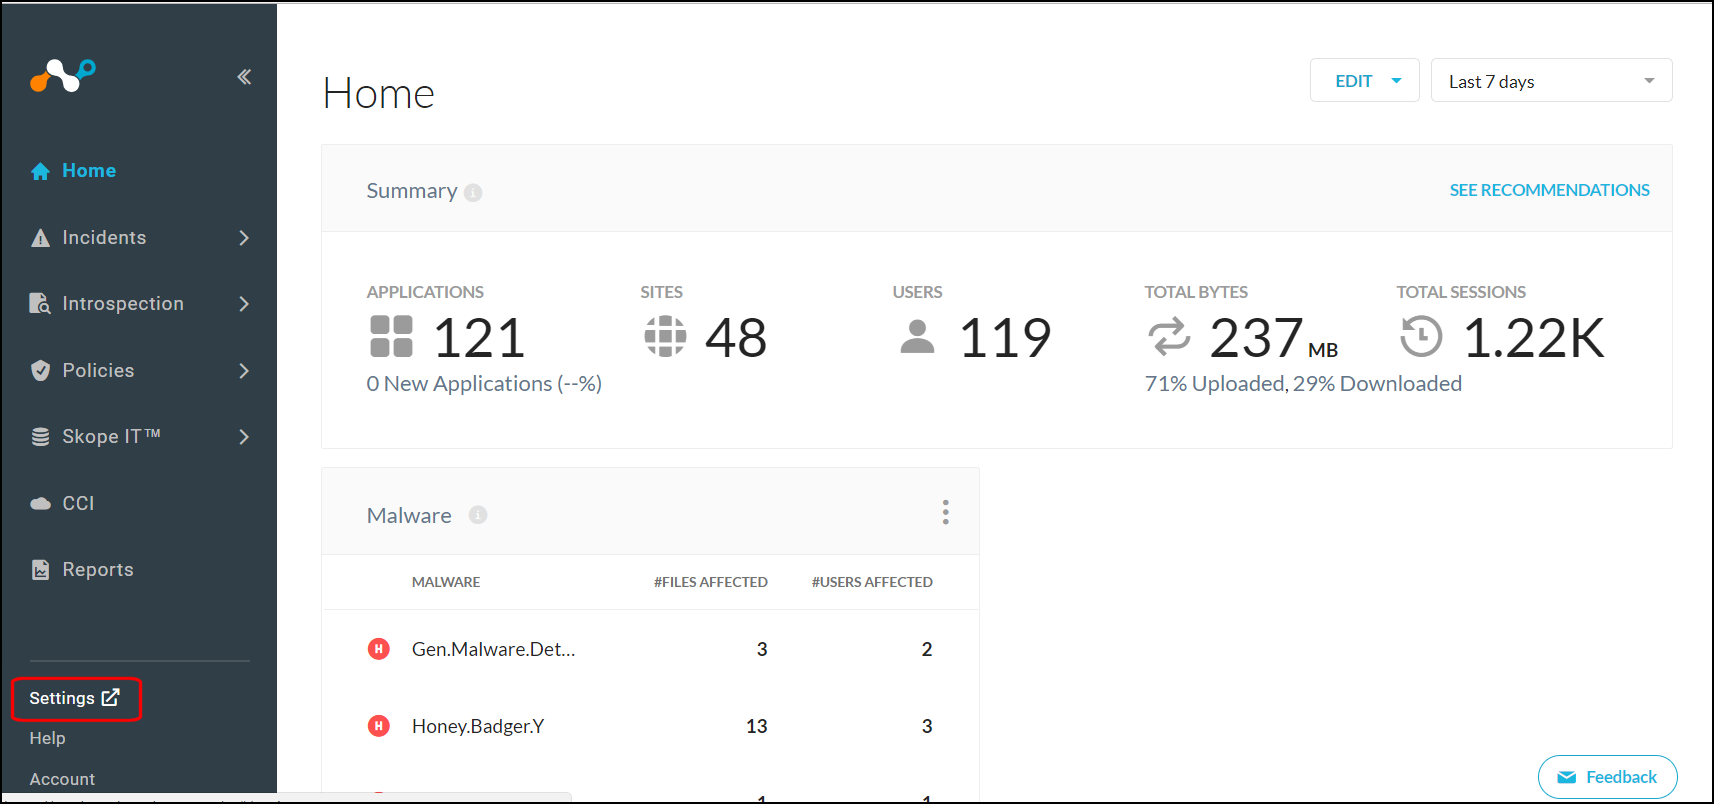 Home
Incidents
Introspection
Policies
Skope IT™
CCI
Reports
Settings
Help
Account
Home
EDIT
Last 7 days
Summary
SEE RECOMMENDATIONS
APPLICATIONS SITES USERS TOTAL BYTES TOTAL SESSIONS
121 48 119 237 MB 1.22K
0 New Applications (--%) 71% Uploaded, 29% Downloaded
Malware
MALWARE #FILES AFFECTED #USERS AFFECTED
H Gen.Malware.Det... 3 2
H Honey.Badger.Y 13 3
1 1
Feedback